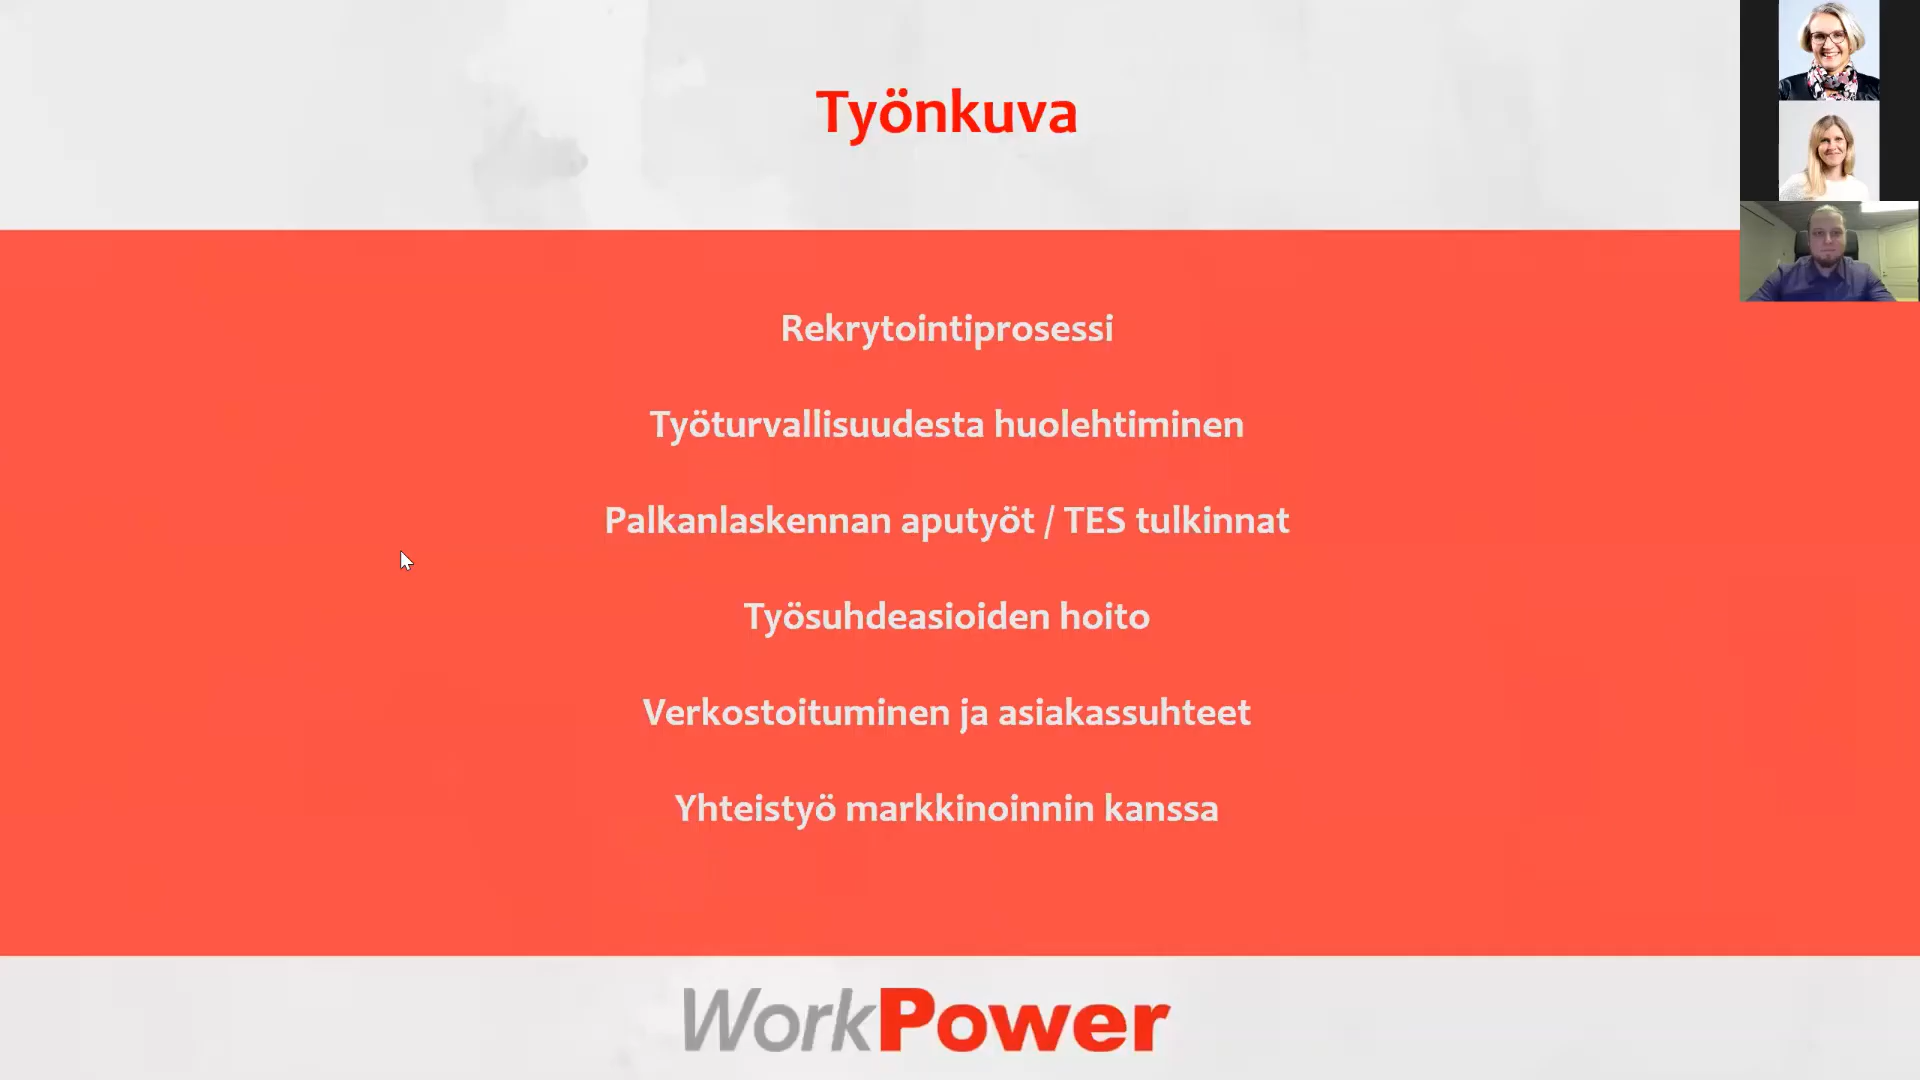 Työnkuva
Rekrytointiprosessi
Työturvallisuudesta huolehtiminen
Palkanlaskennan aputyöt / TES tulkinnat
Työsuhdeasioiden hoito
Verkostoituminen ja asiakassuhteet
Yhteistyö markkinoinnin kanssa
WorkPower